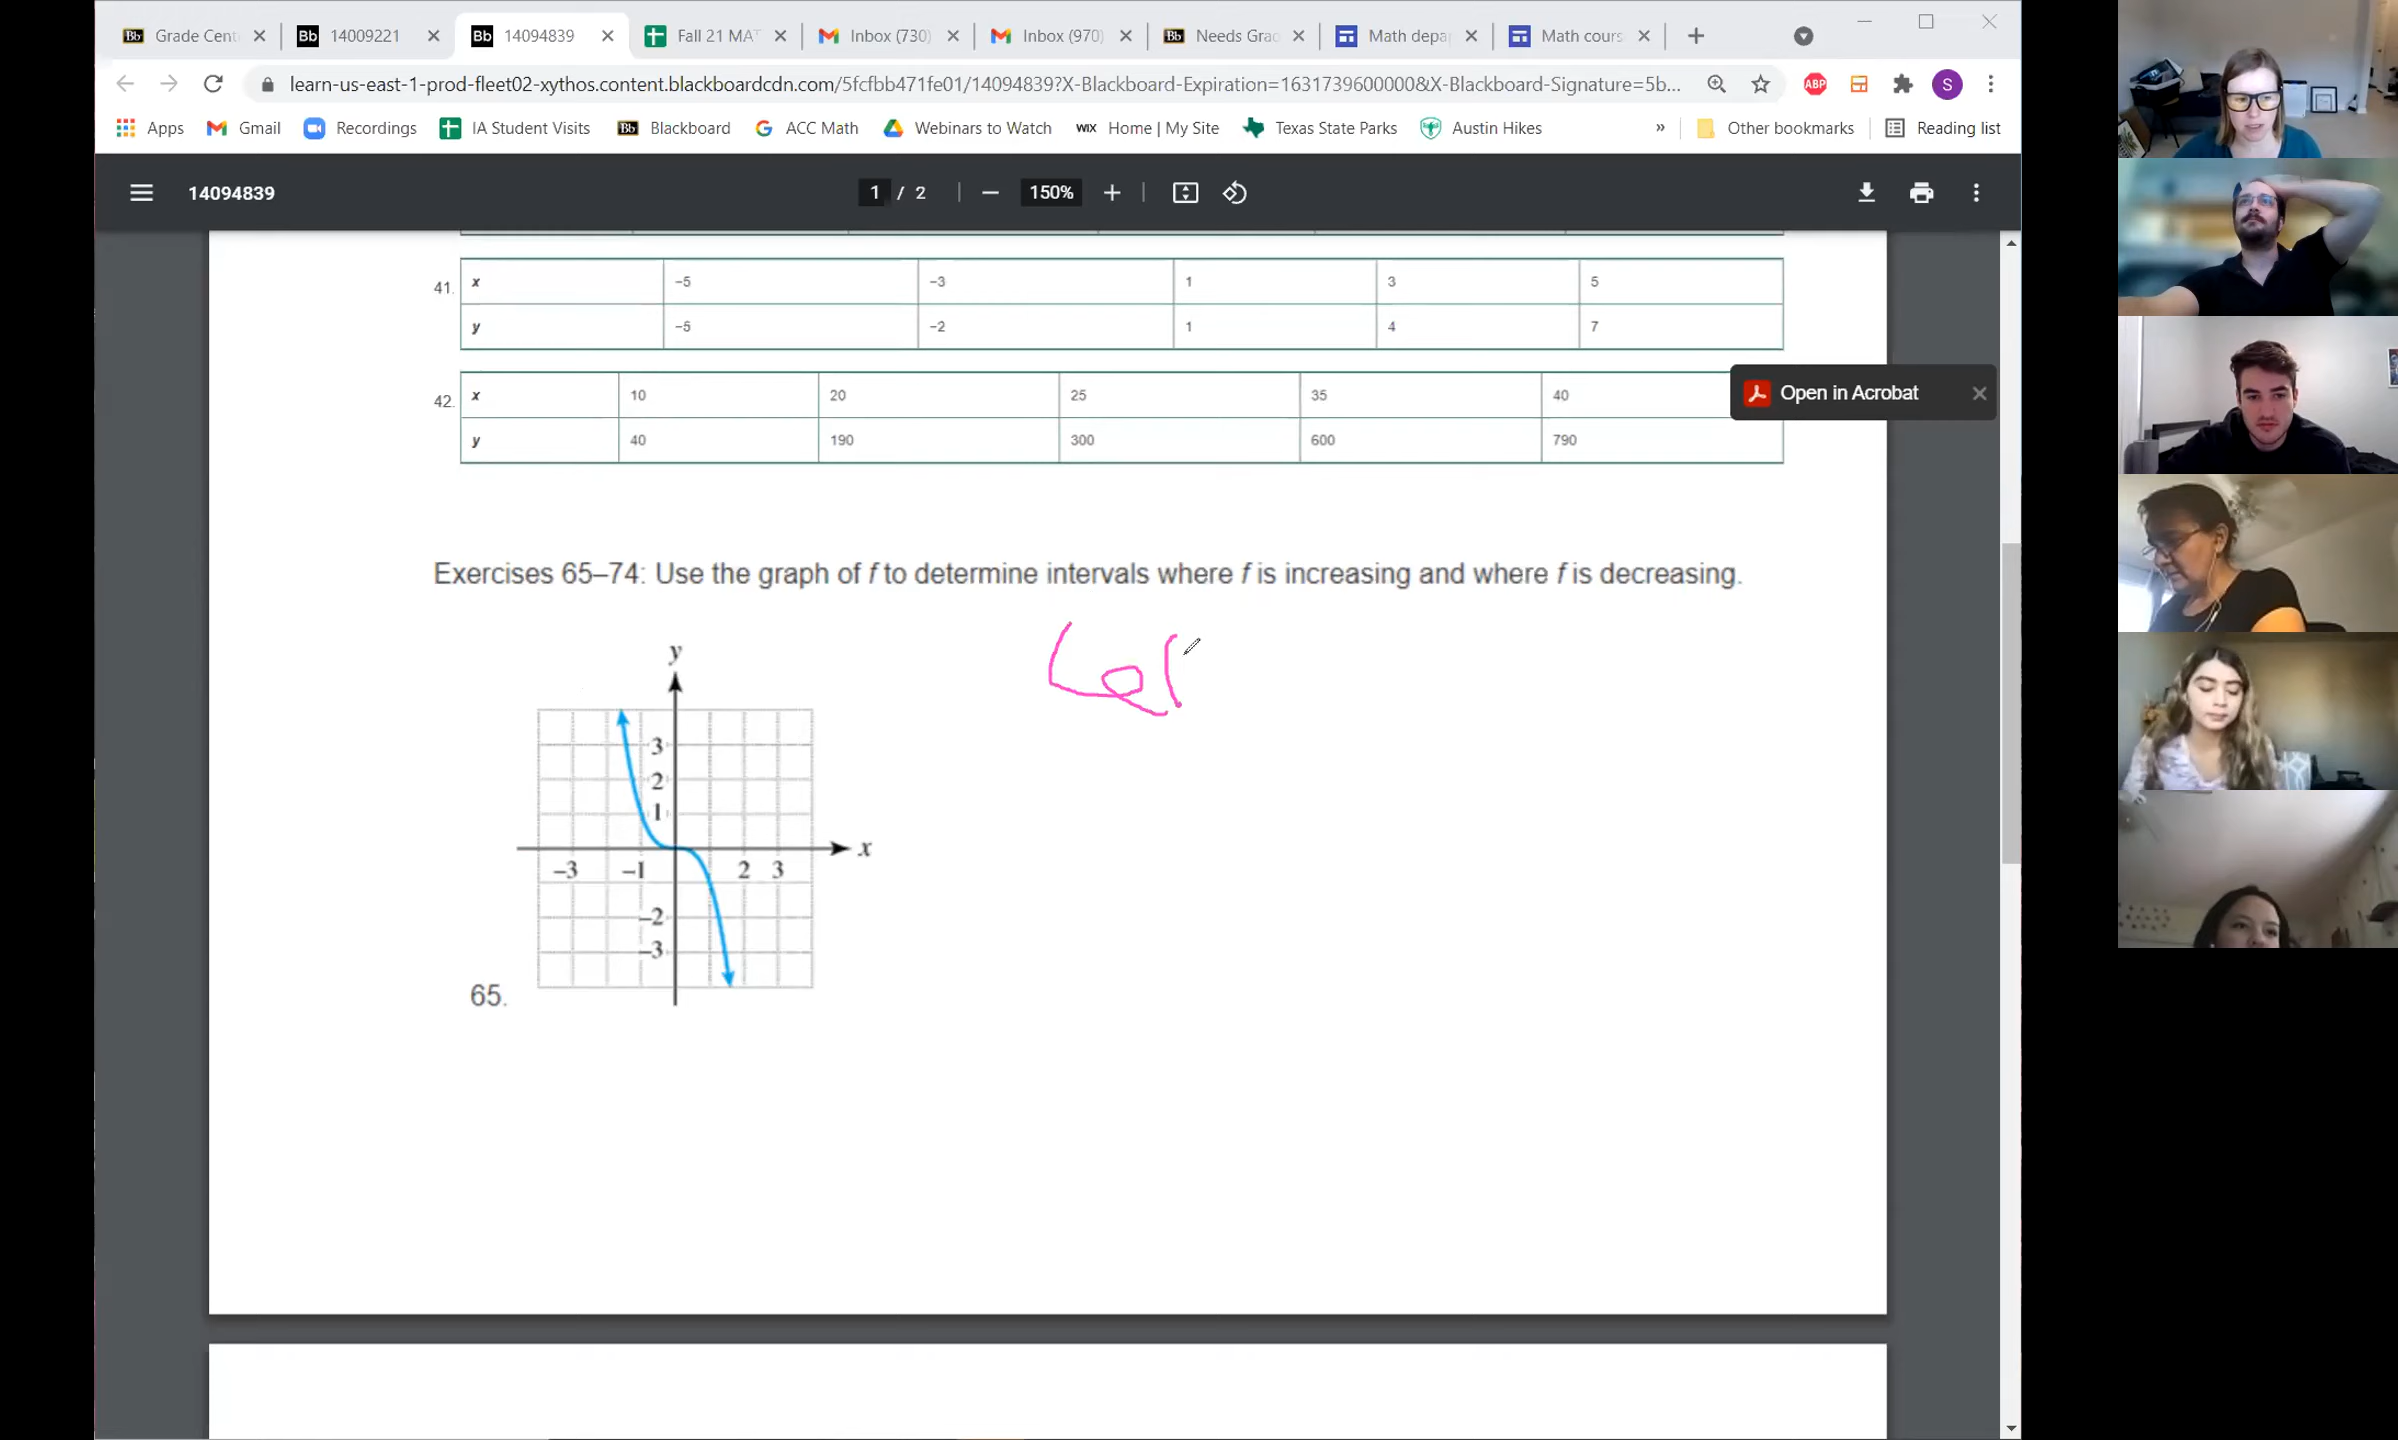 Grade Cent
14009221
14094839
Fall 21 MAT
Inbox (730)
Inbox (970)
Needs Grad
Math depa
Math cours
learn-us-east-1-prod-fleet02-xythos.content.blackboardcdn.com/5fcfbb471fe01/14094839?X-Blackboard-Expiration=1631739600000&X-Blackboard-Signature=5b...
ABP
S
Apps
Gmail
Recordings
IA Student Visits
Bb Blackboard
ACC Math
Webinars to Watch
WIX Home | My Site
Texas State Parks
Austin Hikes
»
Other bookmarks
Reading list
14094839
1 / 2
150%
41. x -5 -3 1 3 5
y -5 -2 1 4 7
42. x 10 20 25 35 40
y 40 190 300 600 790
Open in Acrobat
Exercises 65–74: Use the graph of f to determine intervals where f is increasing and where f is decreasing.
y
3
2
1
x
-3 -1 2 3
-2
-3
65.